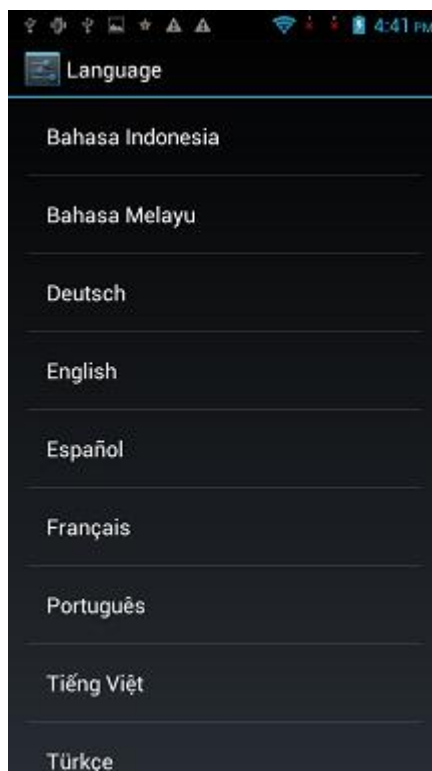 4:41 PM
Language
Bahasa Indonesia
Bahasa Melayu
Deutsch
English
Español
Français
Português
Tiếng Việt
Türkçe